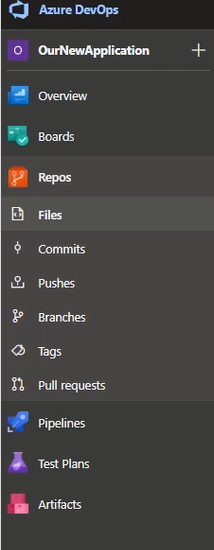 Azure DevOps
O OurNewApplication +
Overview
Boards
Repos
Files
Commits
Pushes
Branches
Tags
Pull requests
Pipelines
Test Plans
Artifacts